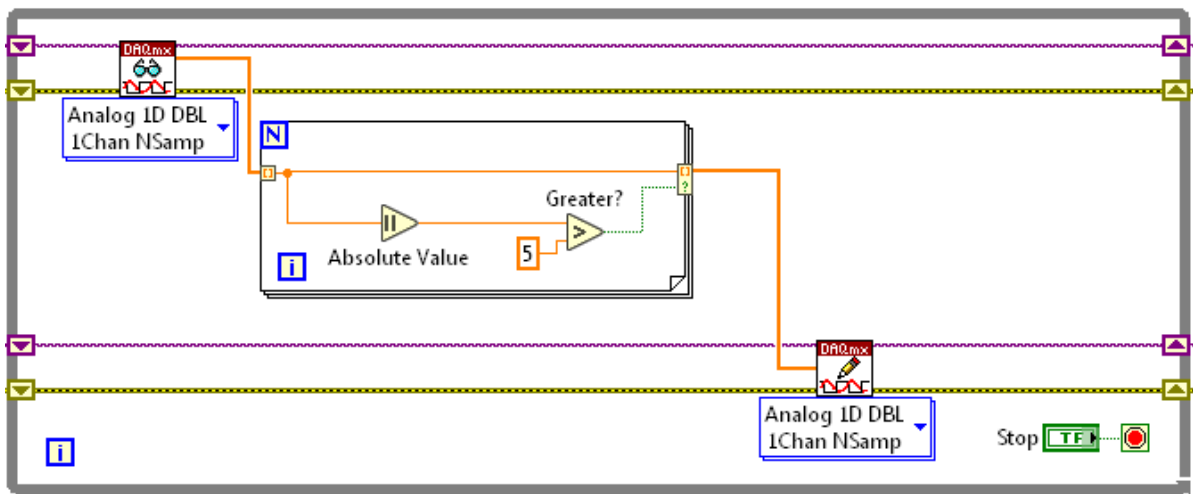 DAQmx
Analog 1D DBL
1Chan NSamp
N
Greater?
?
>
5
Absolute Value
i
DAQmx
Analog 1D DBL
1Chan NSamp
Stop TF
i